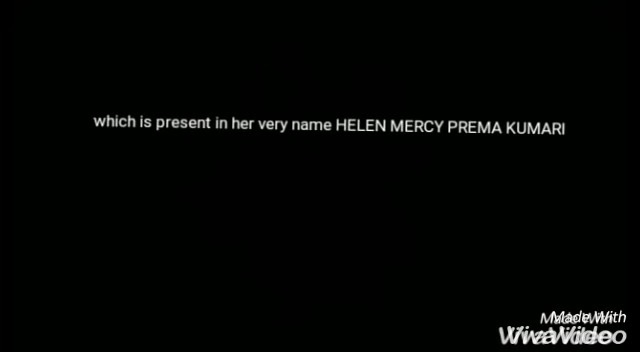 which is present in her very name HELEN MERCY PREMA KUMARI
Made With
VivaVideo